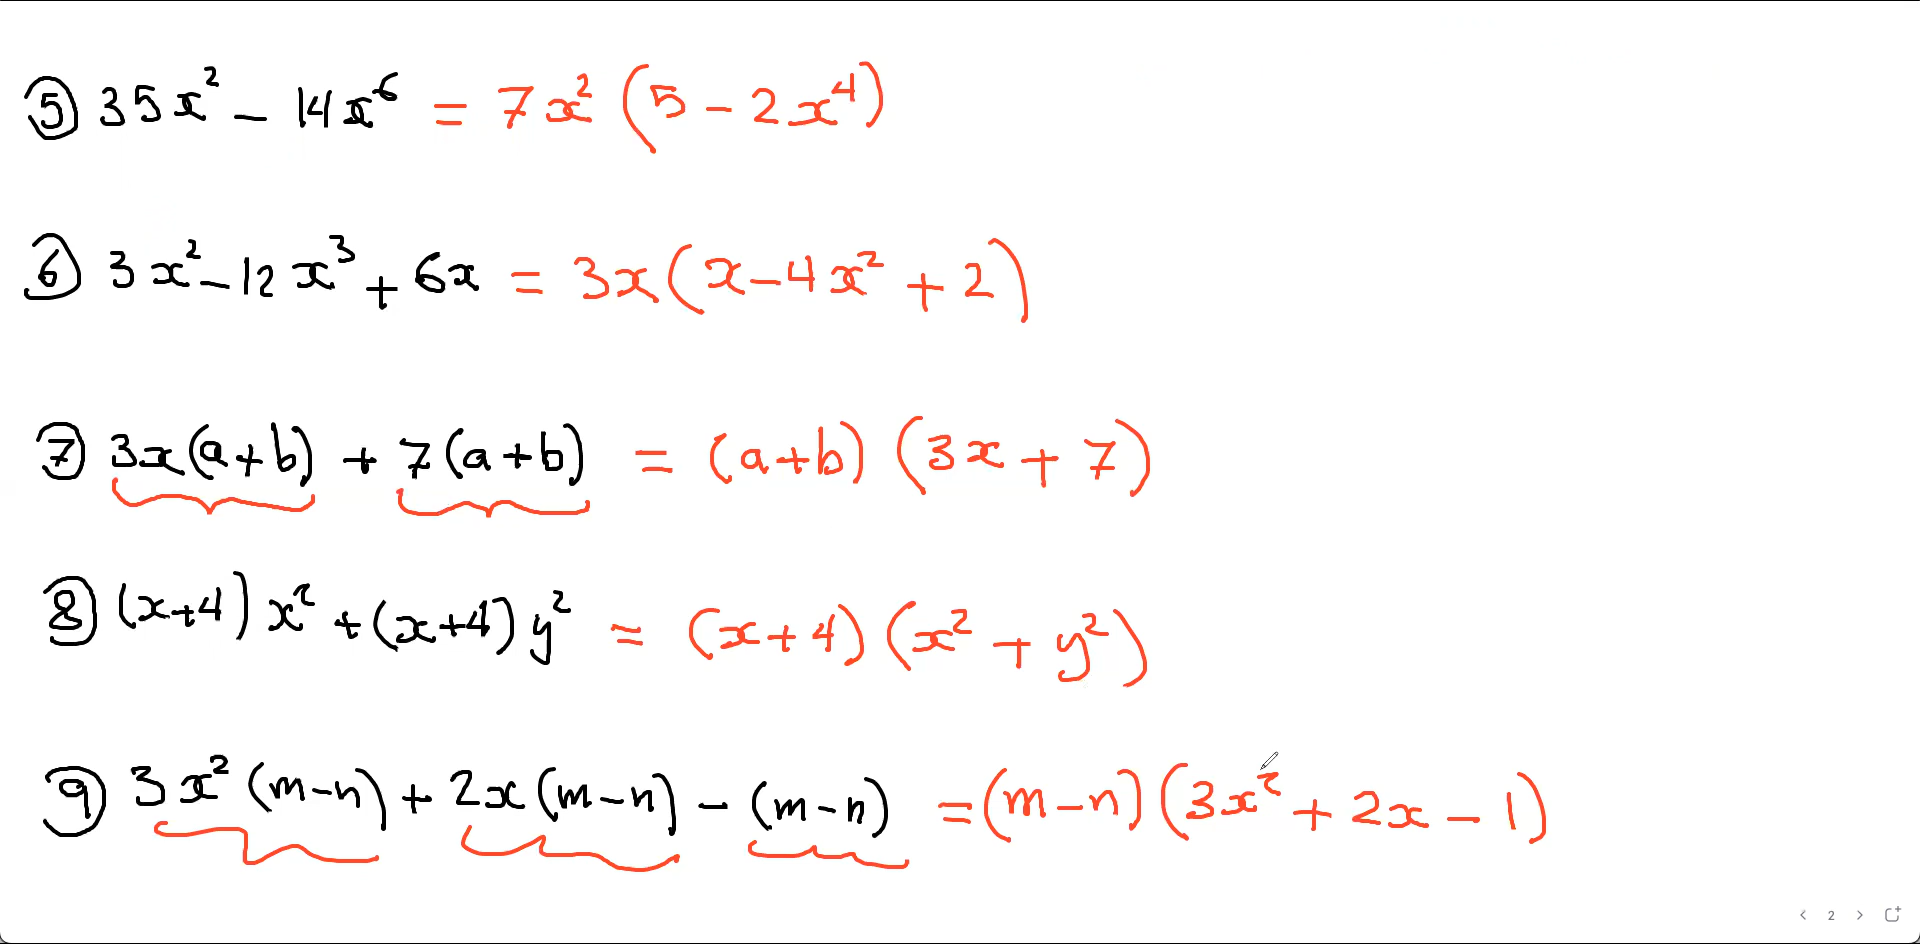 ⑤ 35x² - 14x⁶ = 7x² (5 - 2x⁴)
⑥ 3x² - 12x³ + 6x = 3x(x - 4x² + 2)
⑦ 3x(a+b) + 7(a+b) = (a+b) (3x + 7)
⑧ (x+4) x² + (x+4) y² = (x+4) (x² + y²)
⑨ 3x² (m-n) + 2x (m-n) - (m-n) = (m-n) (3x² + 2x - 1)
2